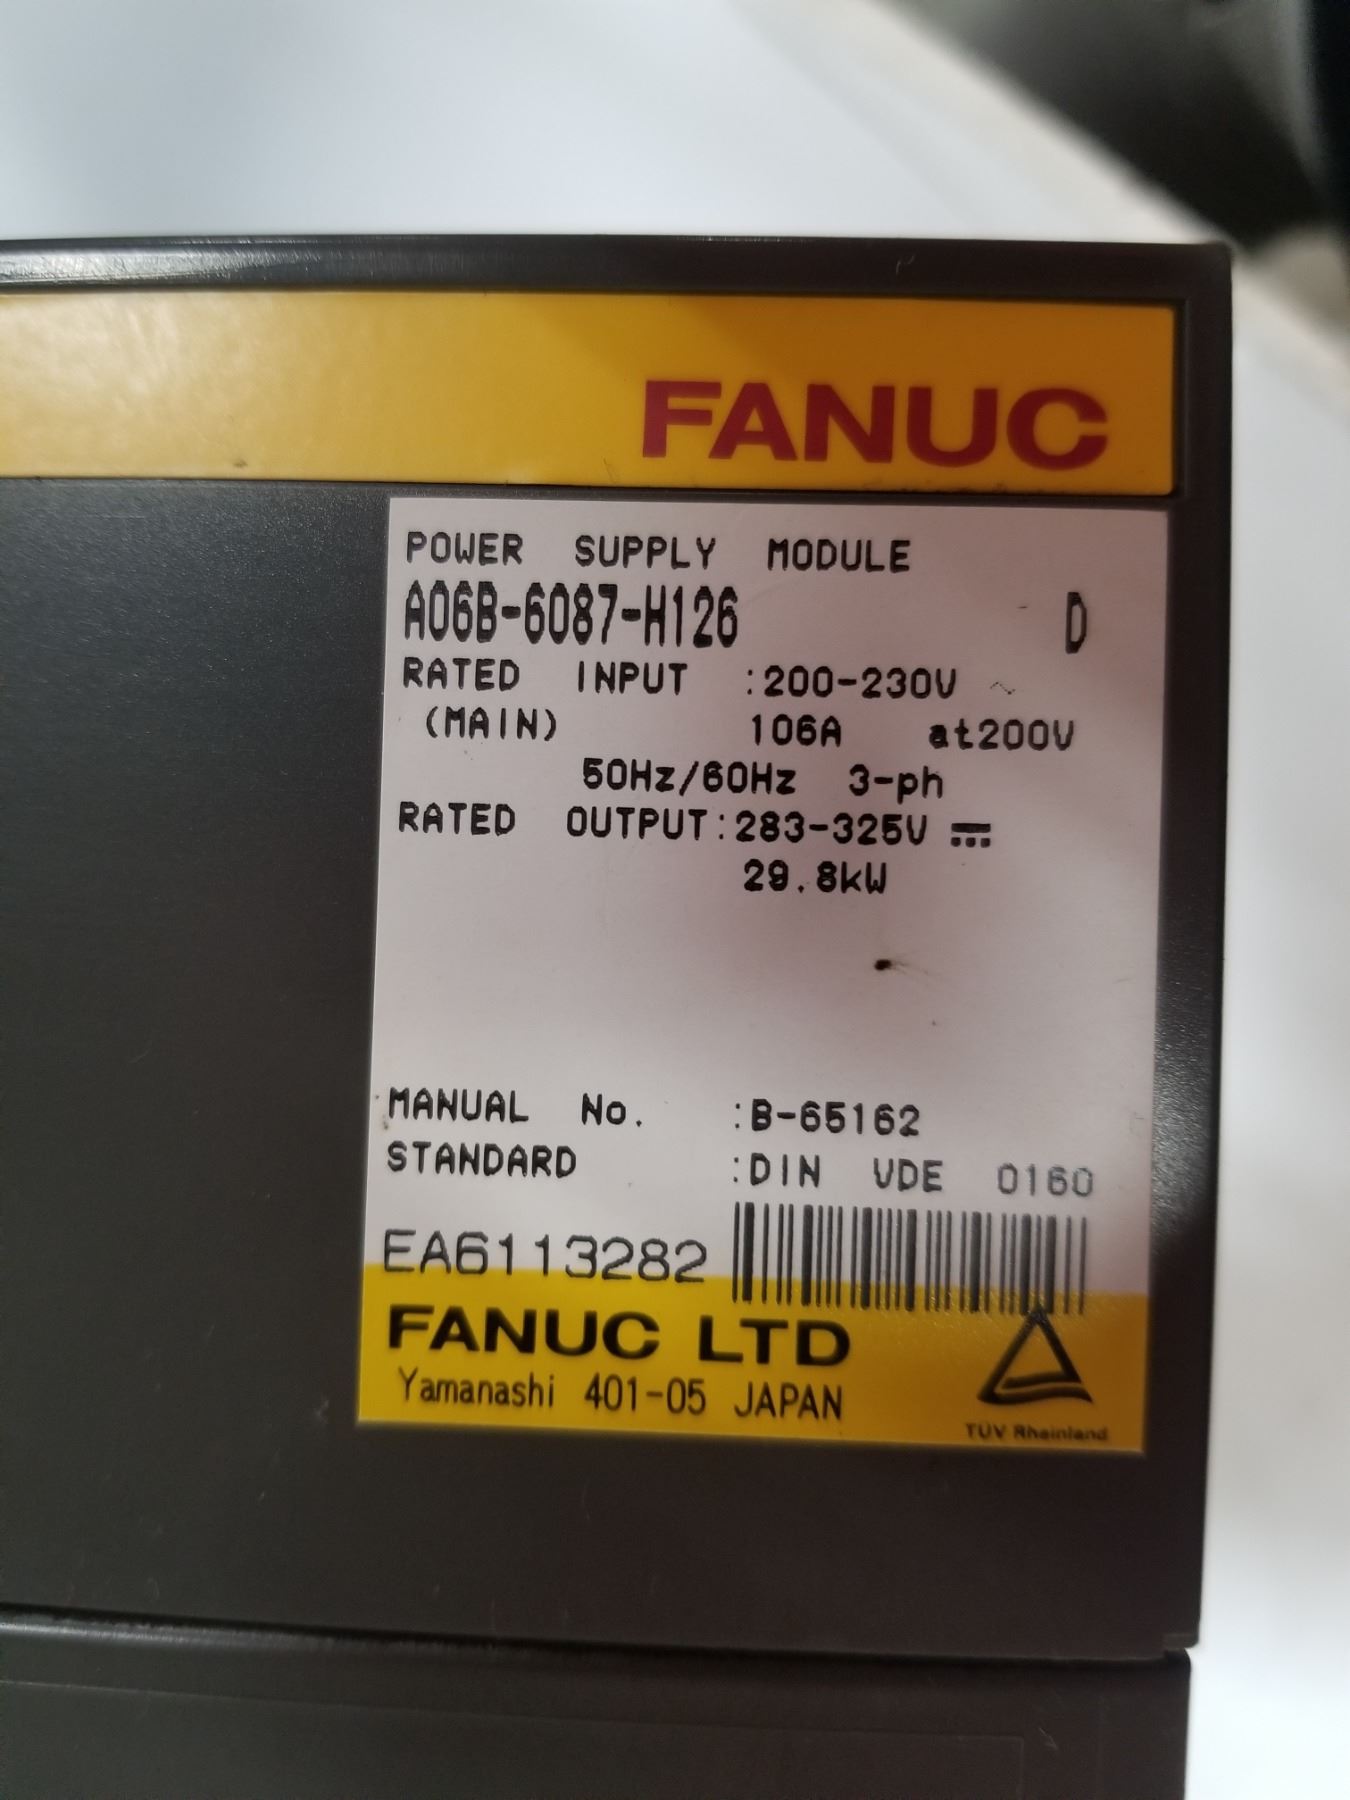 FANUC
POWER SUPPLY MODULE
A06B-6087-H126 D
RATED INPUT :200-230V ~
(MAIN) 106A at200V
50Hz/60Hz 3-ph
RATED OUTPUT:283-325V ⎓
29.8kW
MANUAL No. :B-65162
STANDARD :DIN VDE 0160
EA6113282
FANUC LTD
Yamanashi 401-05 JAPAN
TÜV Rheinland